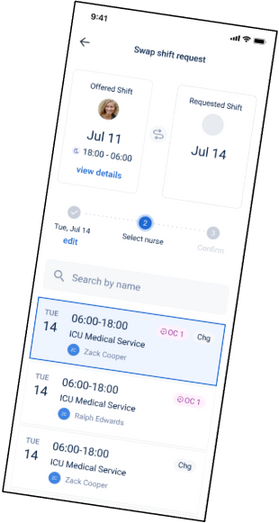 9:41
Swap shift request
Offered Shift
Jul 11
18:00 - 06:00
view details
Requested Shift
Jul 14
2
3
Tue, Jul 14
edit
Select nurse
Confirm
Search by name
TUE
14
06:00-18:00
OC 1
Chg
ICU Medical Service
ZC
Zack Cooper
TUE
14
06:00-18:00
OC 1
ICU Medical Service
Ralph Edwards
TUE
14
06:00-18:00
Chg
ICU Medical Service
ZC
Zack Cooper